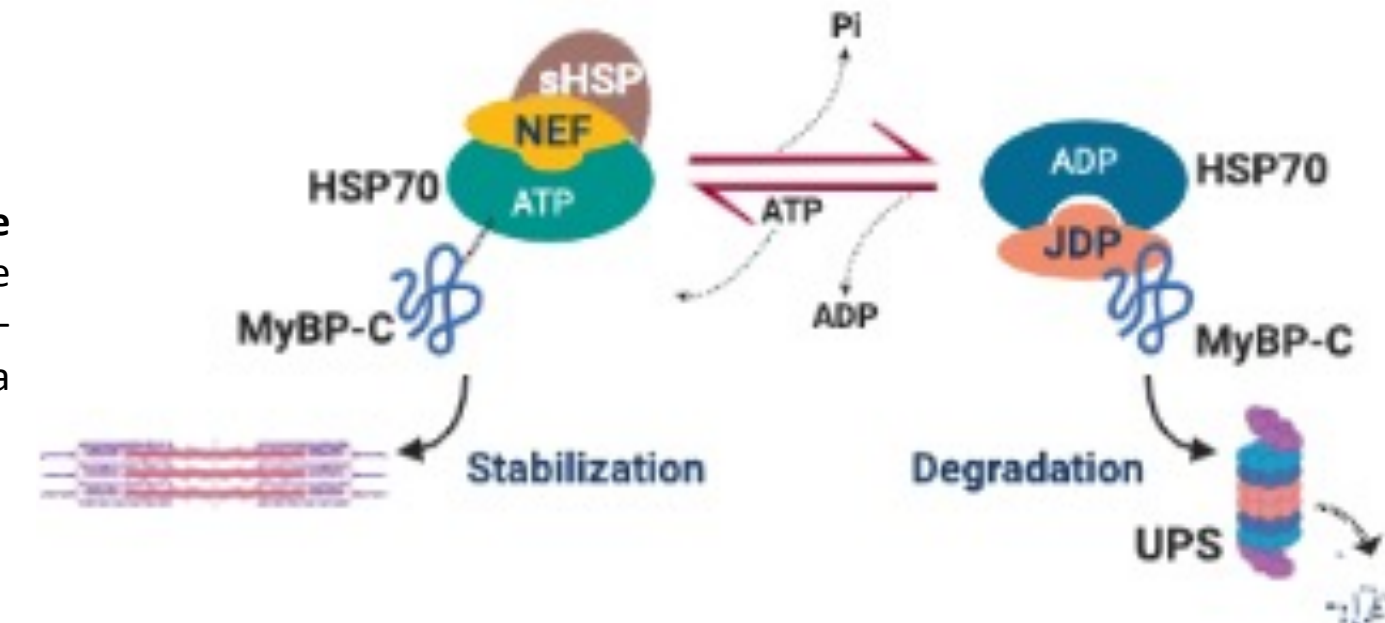 Pi
sHSP
NEF
HSP70
ATP
ATP
ADP
ADP
HSP70
JDP
MyBP-C
MyBP-C
Stabilization
Degradation
UPS
e
e
–
a